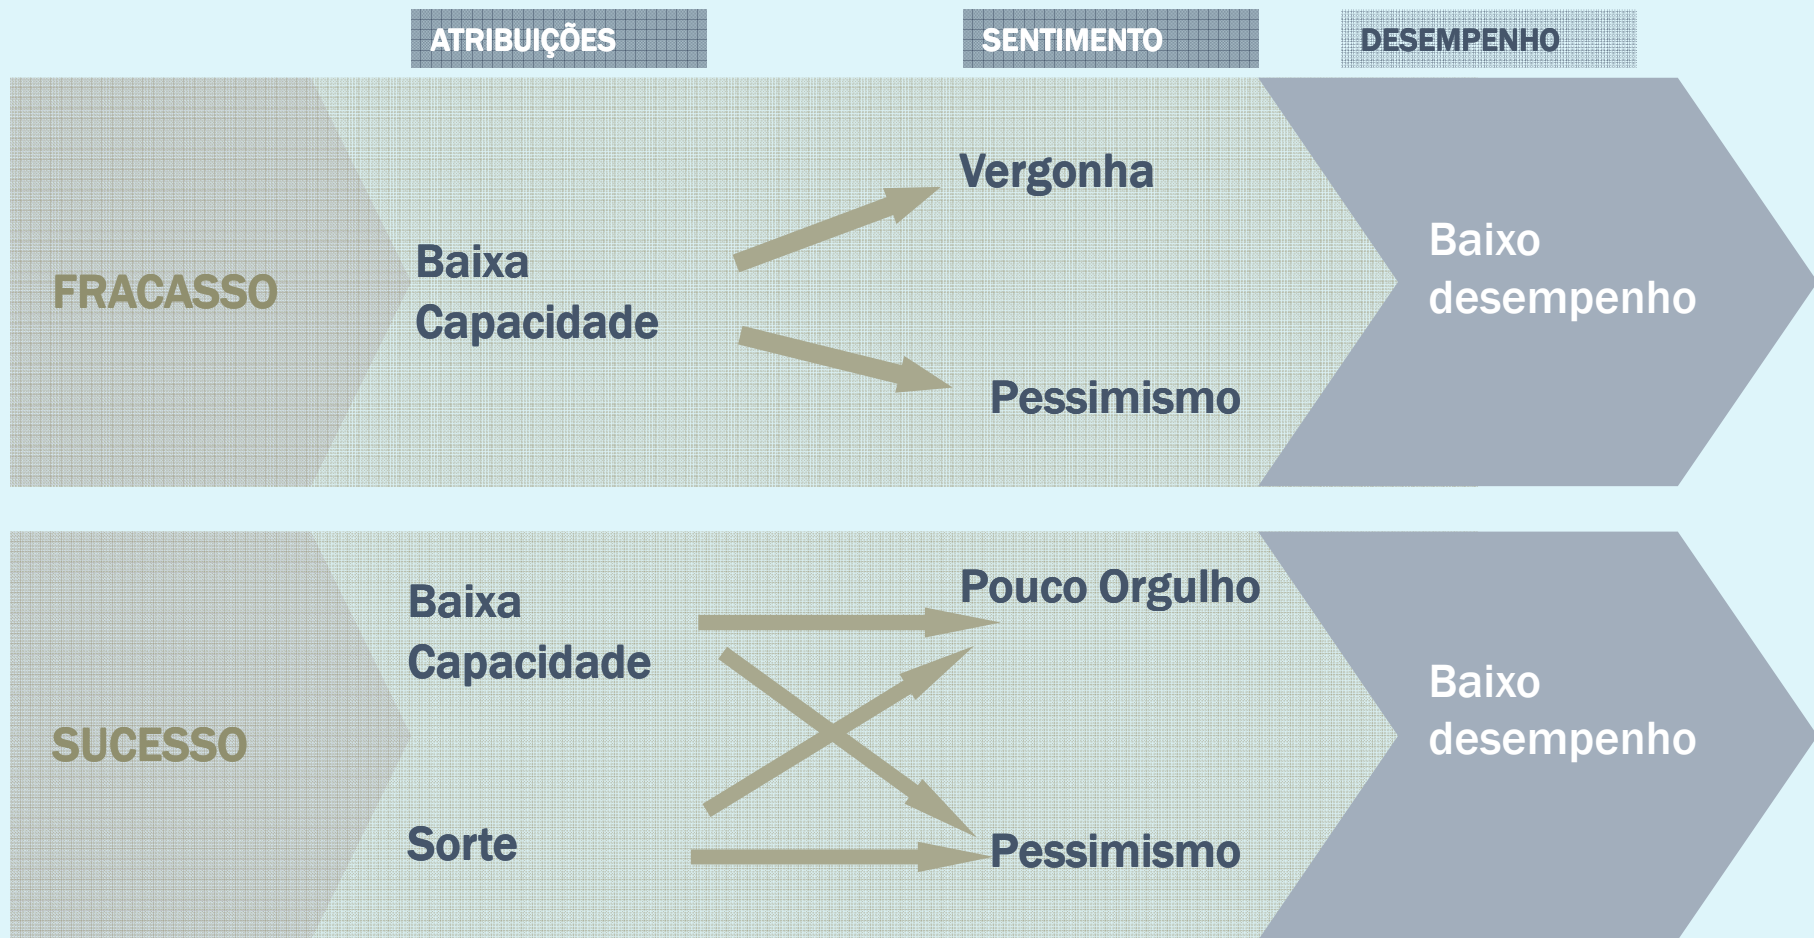 ATRIBUIÇÕES
SENTIMENTO
DESEMPENHO
FRACASSO
Baixa
Capacidade
Vergonha
Pessimismo
Baixo
desempenho
SUCESSO
Baixa
Capacidade
Sorte
Pouco Orgulho
Pessimismo
Baixo
desempenho